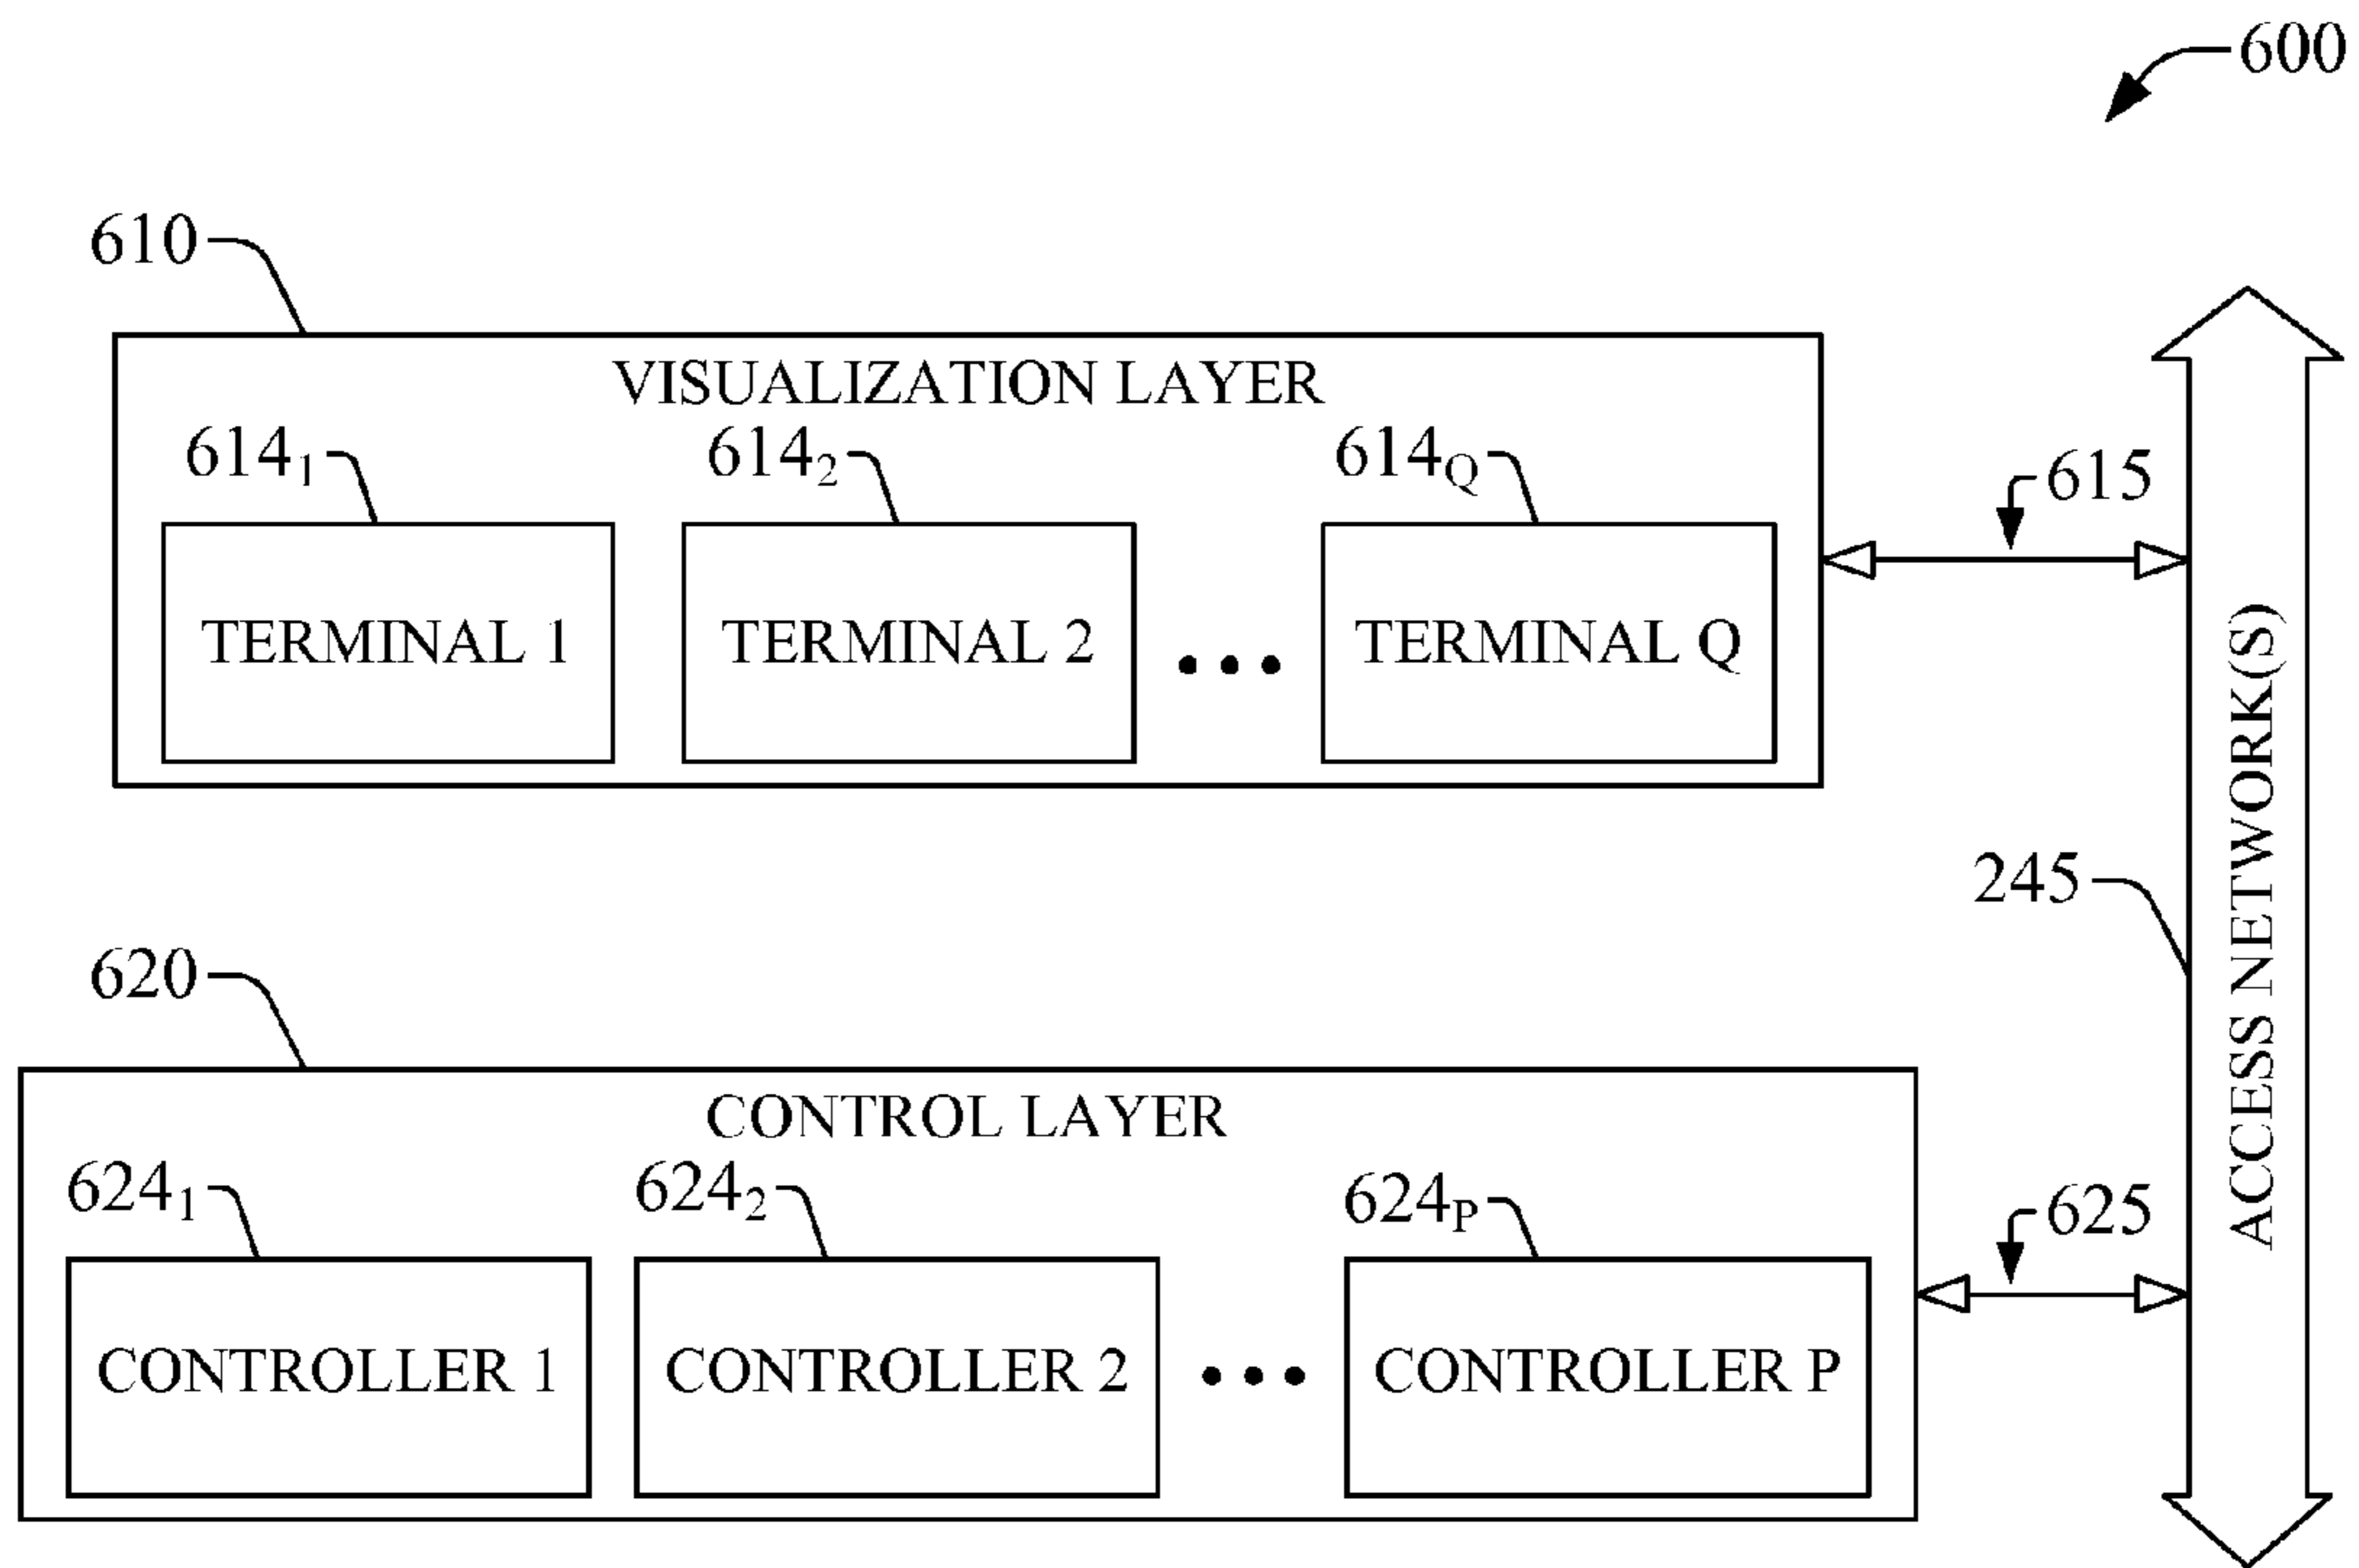 600
610
VISUALIZATION LAYER
614₁
614₂
614Q
615
TERMINAL 1
TERMINAL 2
•••
TERMINAL Q
ACCESS NETWORK(S)
245
620
CONTROL LAYER
624₁
624₂
624P
625
CONTROLLER 1
CONTROLLER 2
•••
CONTROLLER P